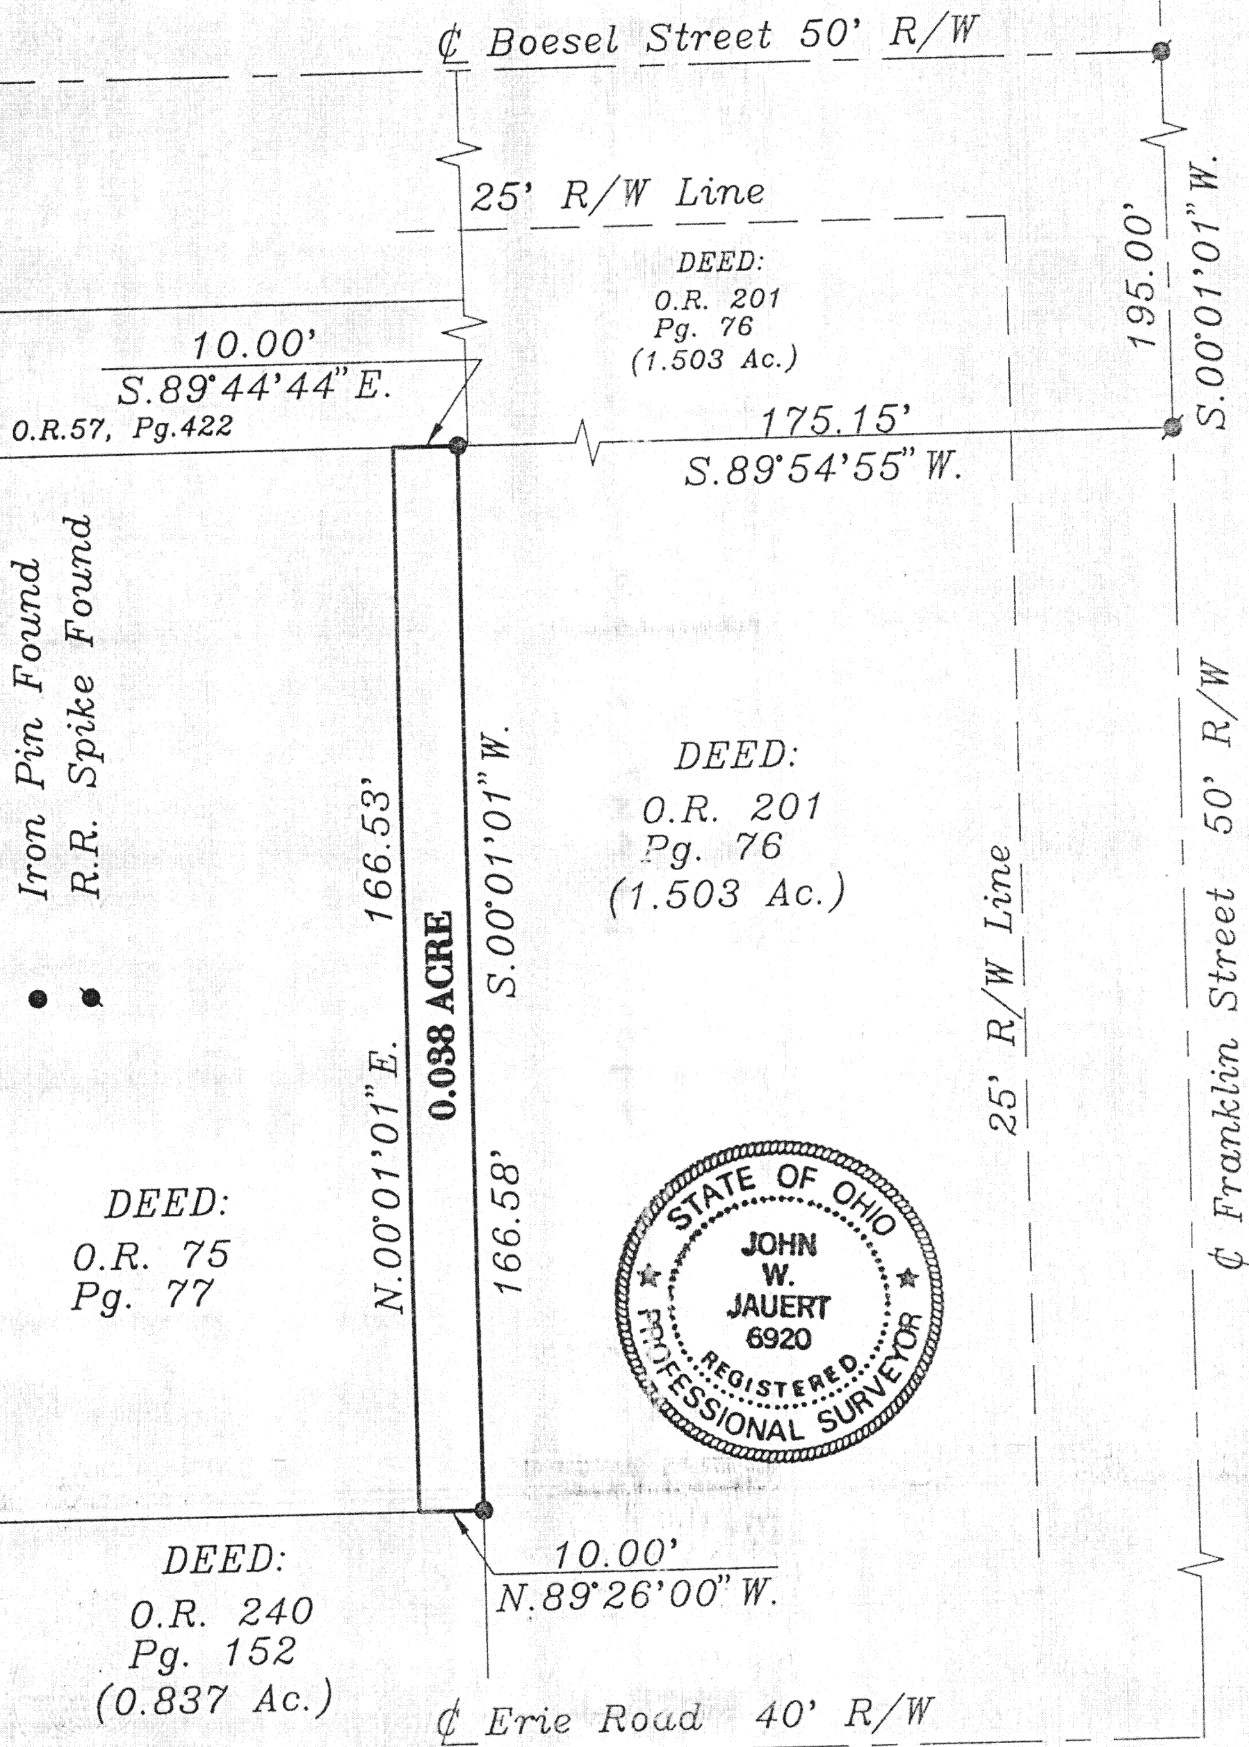 ₵ Boesel Street 50' R/W
25' R/W Line
DEED:
O.R. 201
Pg. 76
(1.503 Ac.)
195.00'
S.00°01'01" W.
10.00'
S.89°44'44" E.
O.R.57, Pg.422
175.15'
S.89°54'55" W.
Iron Pin Found
R.R. Spike Found
166.53'
N.00°01'01" E.
0.038 ACRE
S.00°01'01" W.
166.58'
DEED:
O.R. 201
Pg. 76
(1.503 Ac.)
25' R/W Line
₵ Franklin Street 50' R/W
DEED:
O.R. 75
Pg. 77
STATE OF OHIO
JOHN
W.
JAUERT
6920
REGISTERED
PROFESSIONAL SURVEYOR
10.00'
N.89°26'00" W.
DEED:
O.R. 240
Pg. 152
(0.837 Ac.)
₵ Erie Road 40' R/W